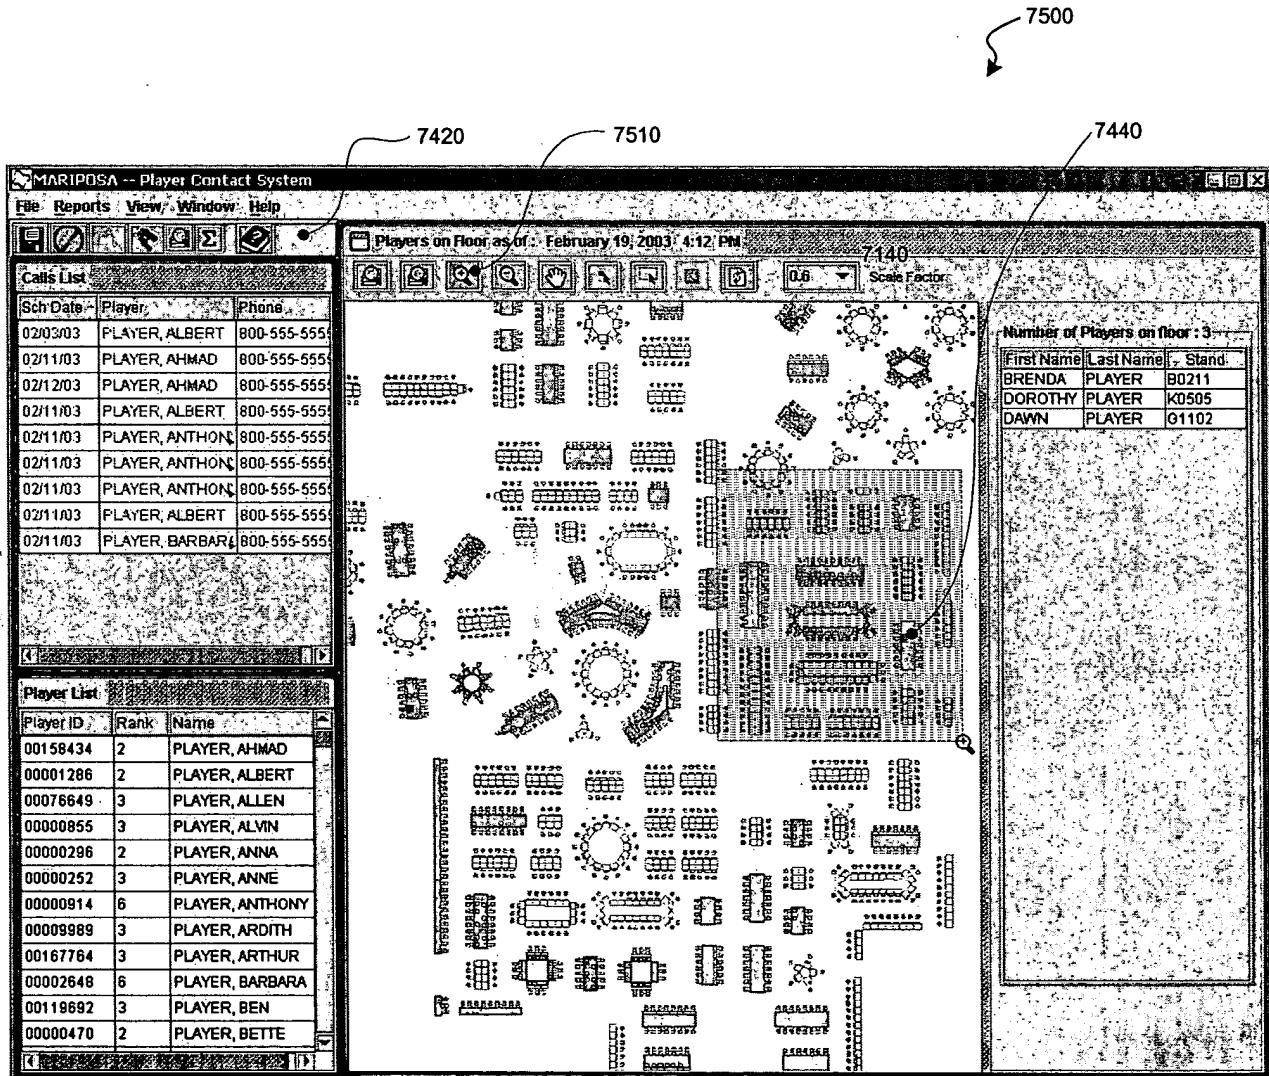 7500
7420
7510
7440
MARIPOSA -- Player Contact System
File Reports View Window Help
Players on Floor as of : February 19, 2003 4:12 PM
7140
0.6 Scale Factor
Calls List
Sch Date Player Phone
02/03/03 PLAYER, ALBERT 800-555-555
02/11/03 PLAYER, AHMAD 800-555-555
02/12/03 PLAYER, AHMAD 800-555-555
02/11/03 PLAYER, ALBERT 800-555-555
02/11/03 PLAYER, ANTHON 800-555-555
02/11/03 PLAYER, ANTHON 800-555-555
02/11/03 PLAYER, ANTHON 800-555-555
02/11/03 PLAYER, ALBERT 800-555-555
02/11/03 PLAYER, BARBAR 800-555-555
Player List
Player ID Rank Name
00158434 2 PLAYER, AHMAD
00001286 2 PLAYER, ALBERT
00076649 3 PLAYER, ALLEN
00000855 3 PLAYER, ALVIN
00000296 2 PLAYER, ANNA
00000252 3 PLAYER, ANNE
00000914 6 PLAYER, ANTHONY
00009989 3 PLAYER, ARDITH
00167764 3 PLAYER, ARTHUR
00002648 6 PLAYER, BARBARA
00119692 3 PLAYER, BEN
00000470 2 PLAYER, BETTE
Number of Players on floor : 3
First Name Last Name Stand
BRENDA PLAYER B0211
DOROTHY PLAYER K0505
DAWN PLAYER G1102